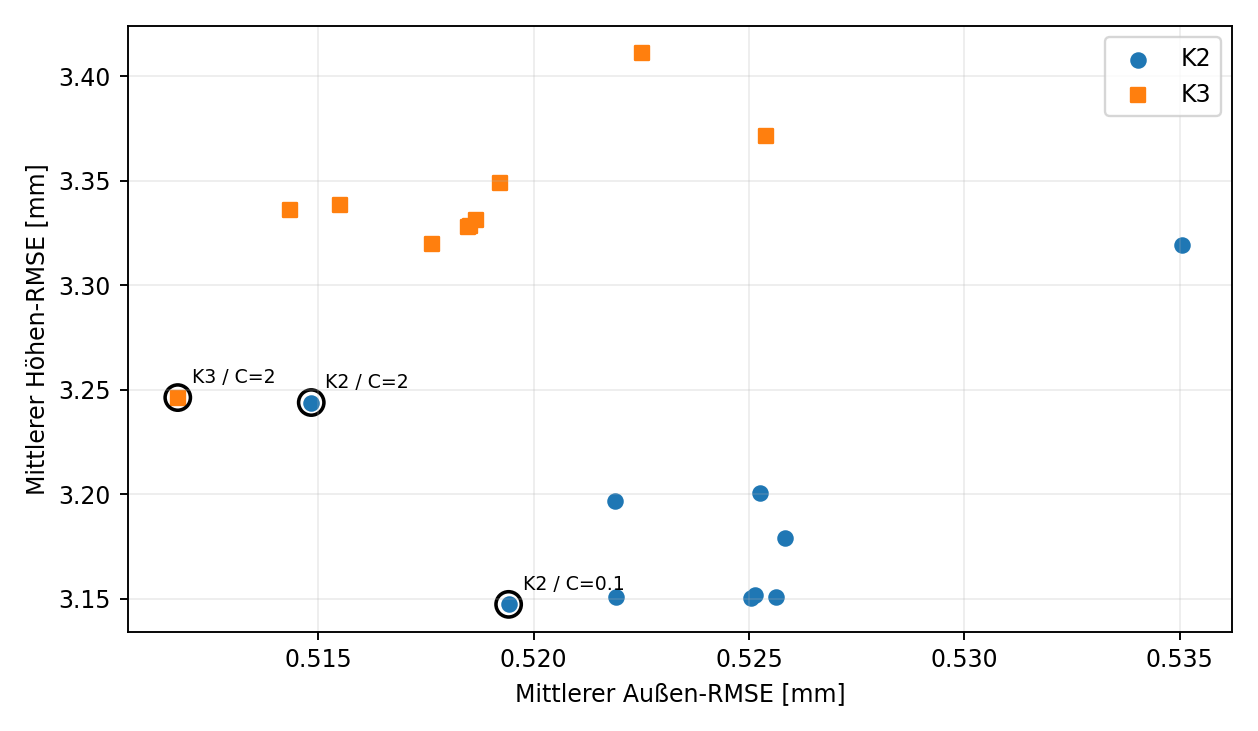 K2
K3
3.40
3.35
3.30
3.25
3.20
3.15
Mittlerer Höhen-RMSE [mm]
K3 / C=2
K2 / C=2
K2 / C=0.1
0.515
0.520
0.525
0.530
0.535
Mittlerer Außen-RMSE [mm]